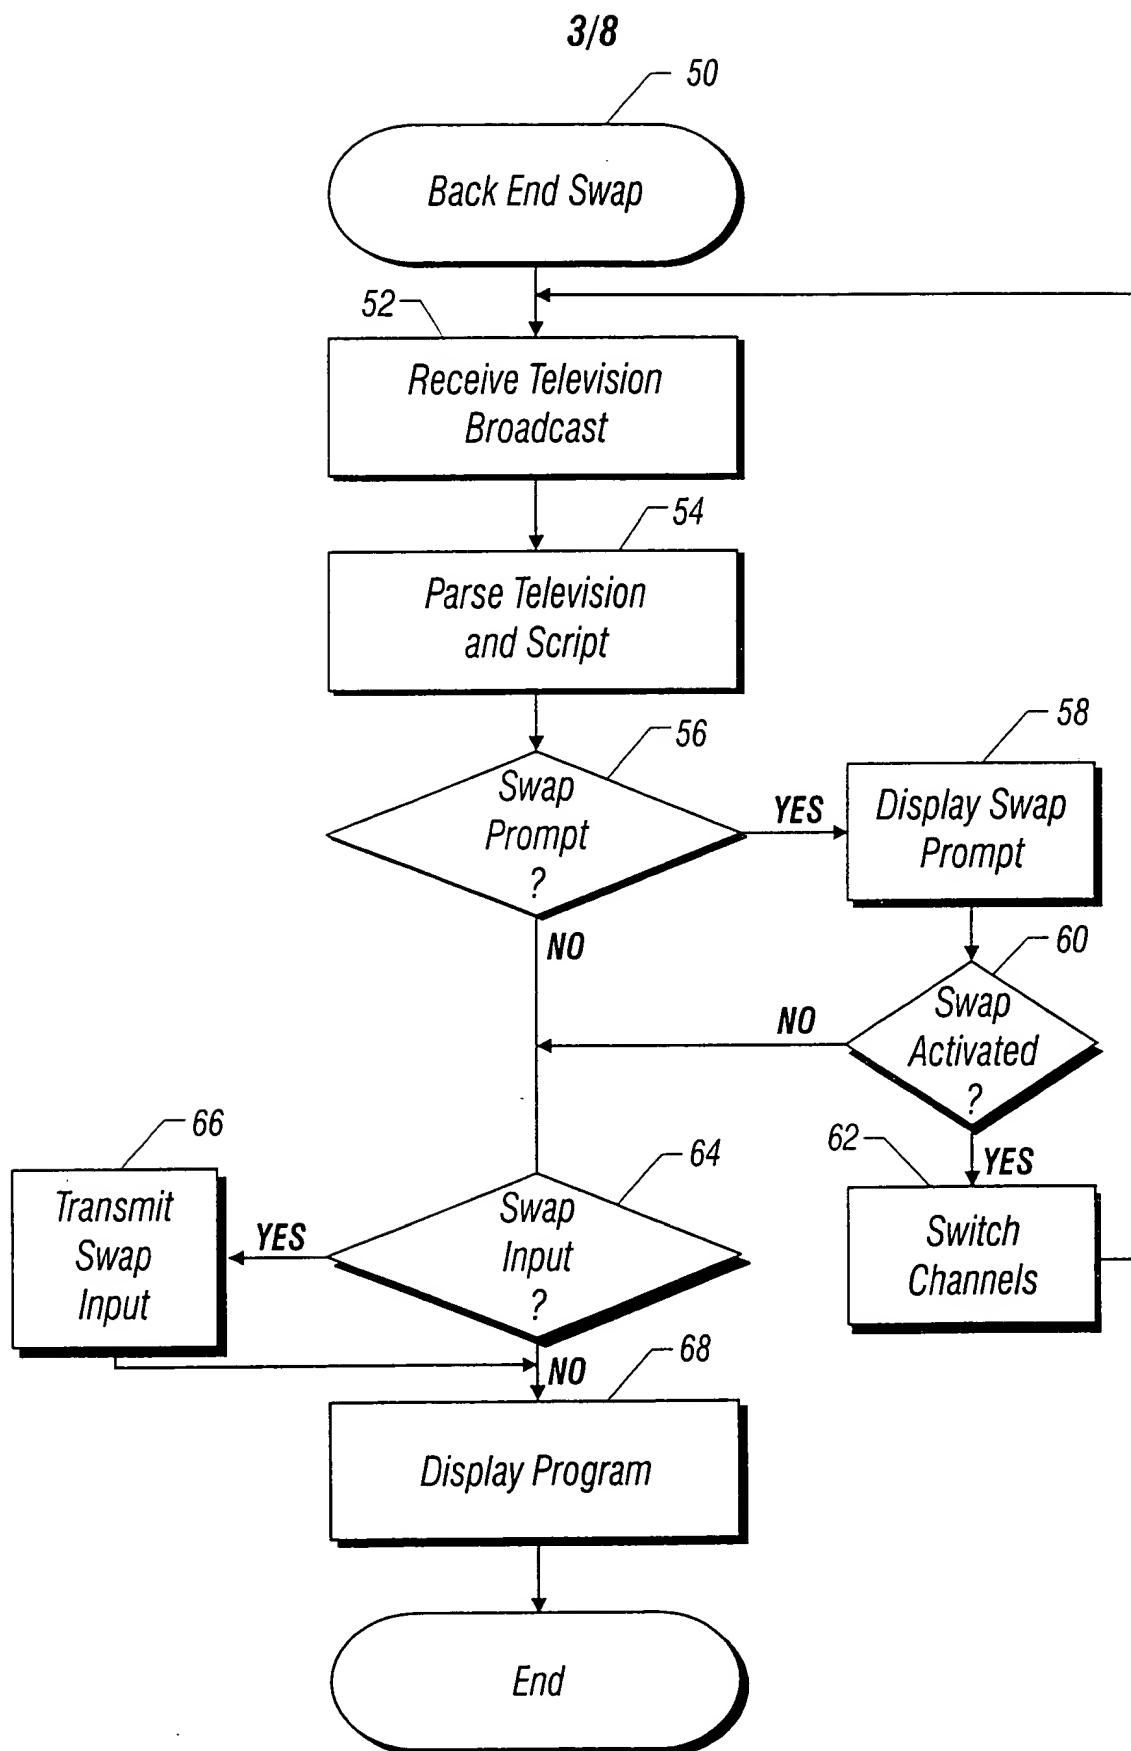 3/8
50
Back End Swap
52
Receive Television
Broadcast
54
Parse Television
and Script
56
Swap
Prompt
?
YES
58
Display Swap
Prompt
NO
60
Swap
Activated
?
NO
YES
62
Switch
Channels
64
Swap
Input
?
YES
66
Transmit
Swap
Input
NO
68
Display Program
End